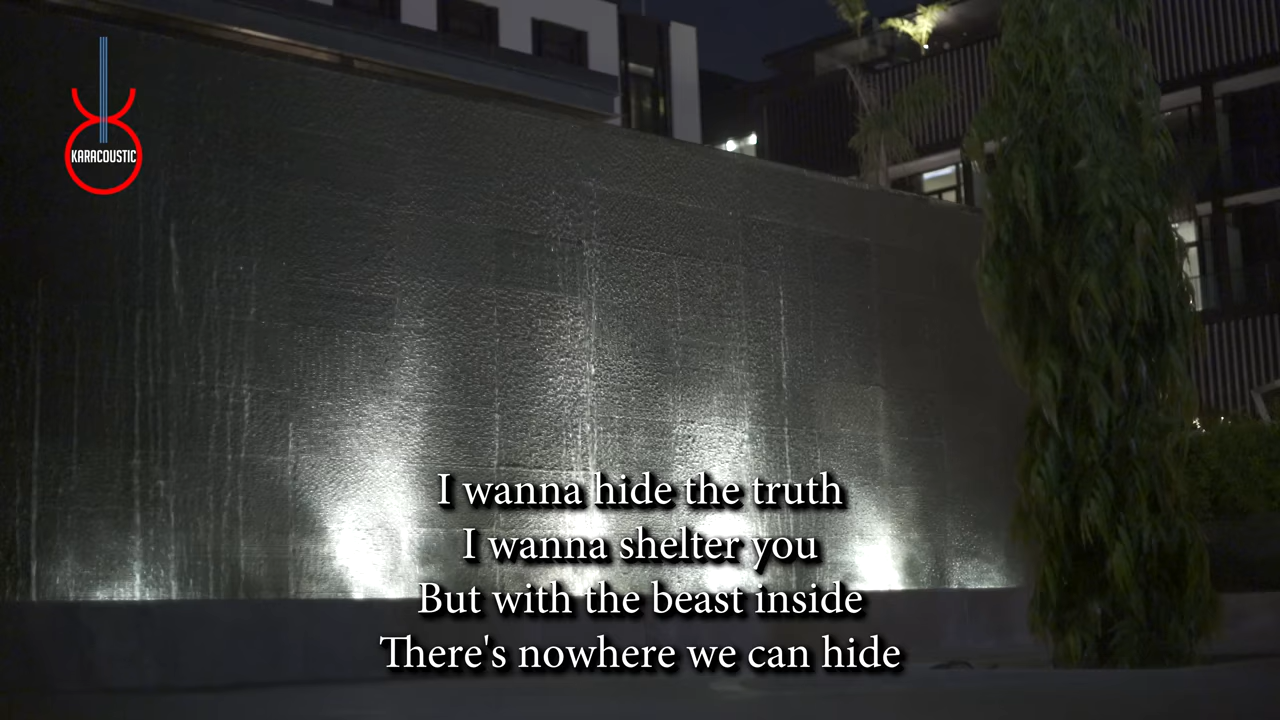 KARACOUSTIC
I wanna hide the truth
I wanna shelter you
But with the beast inside
There's nowhere we can hide